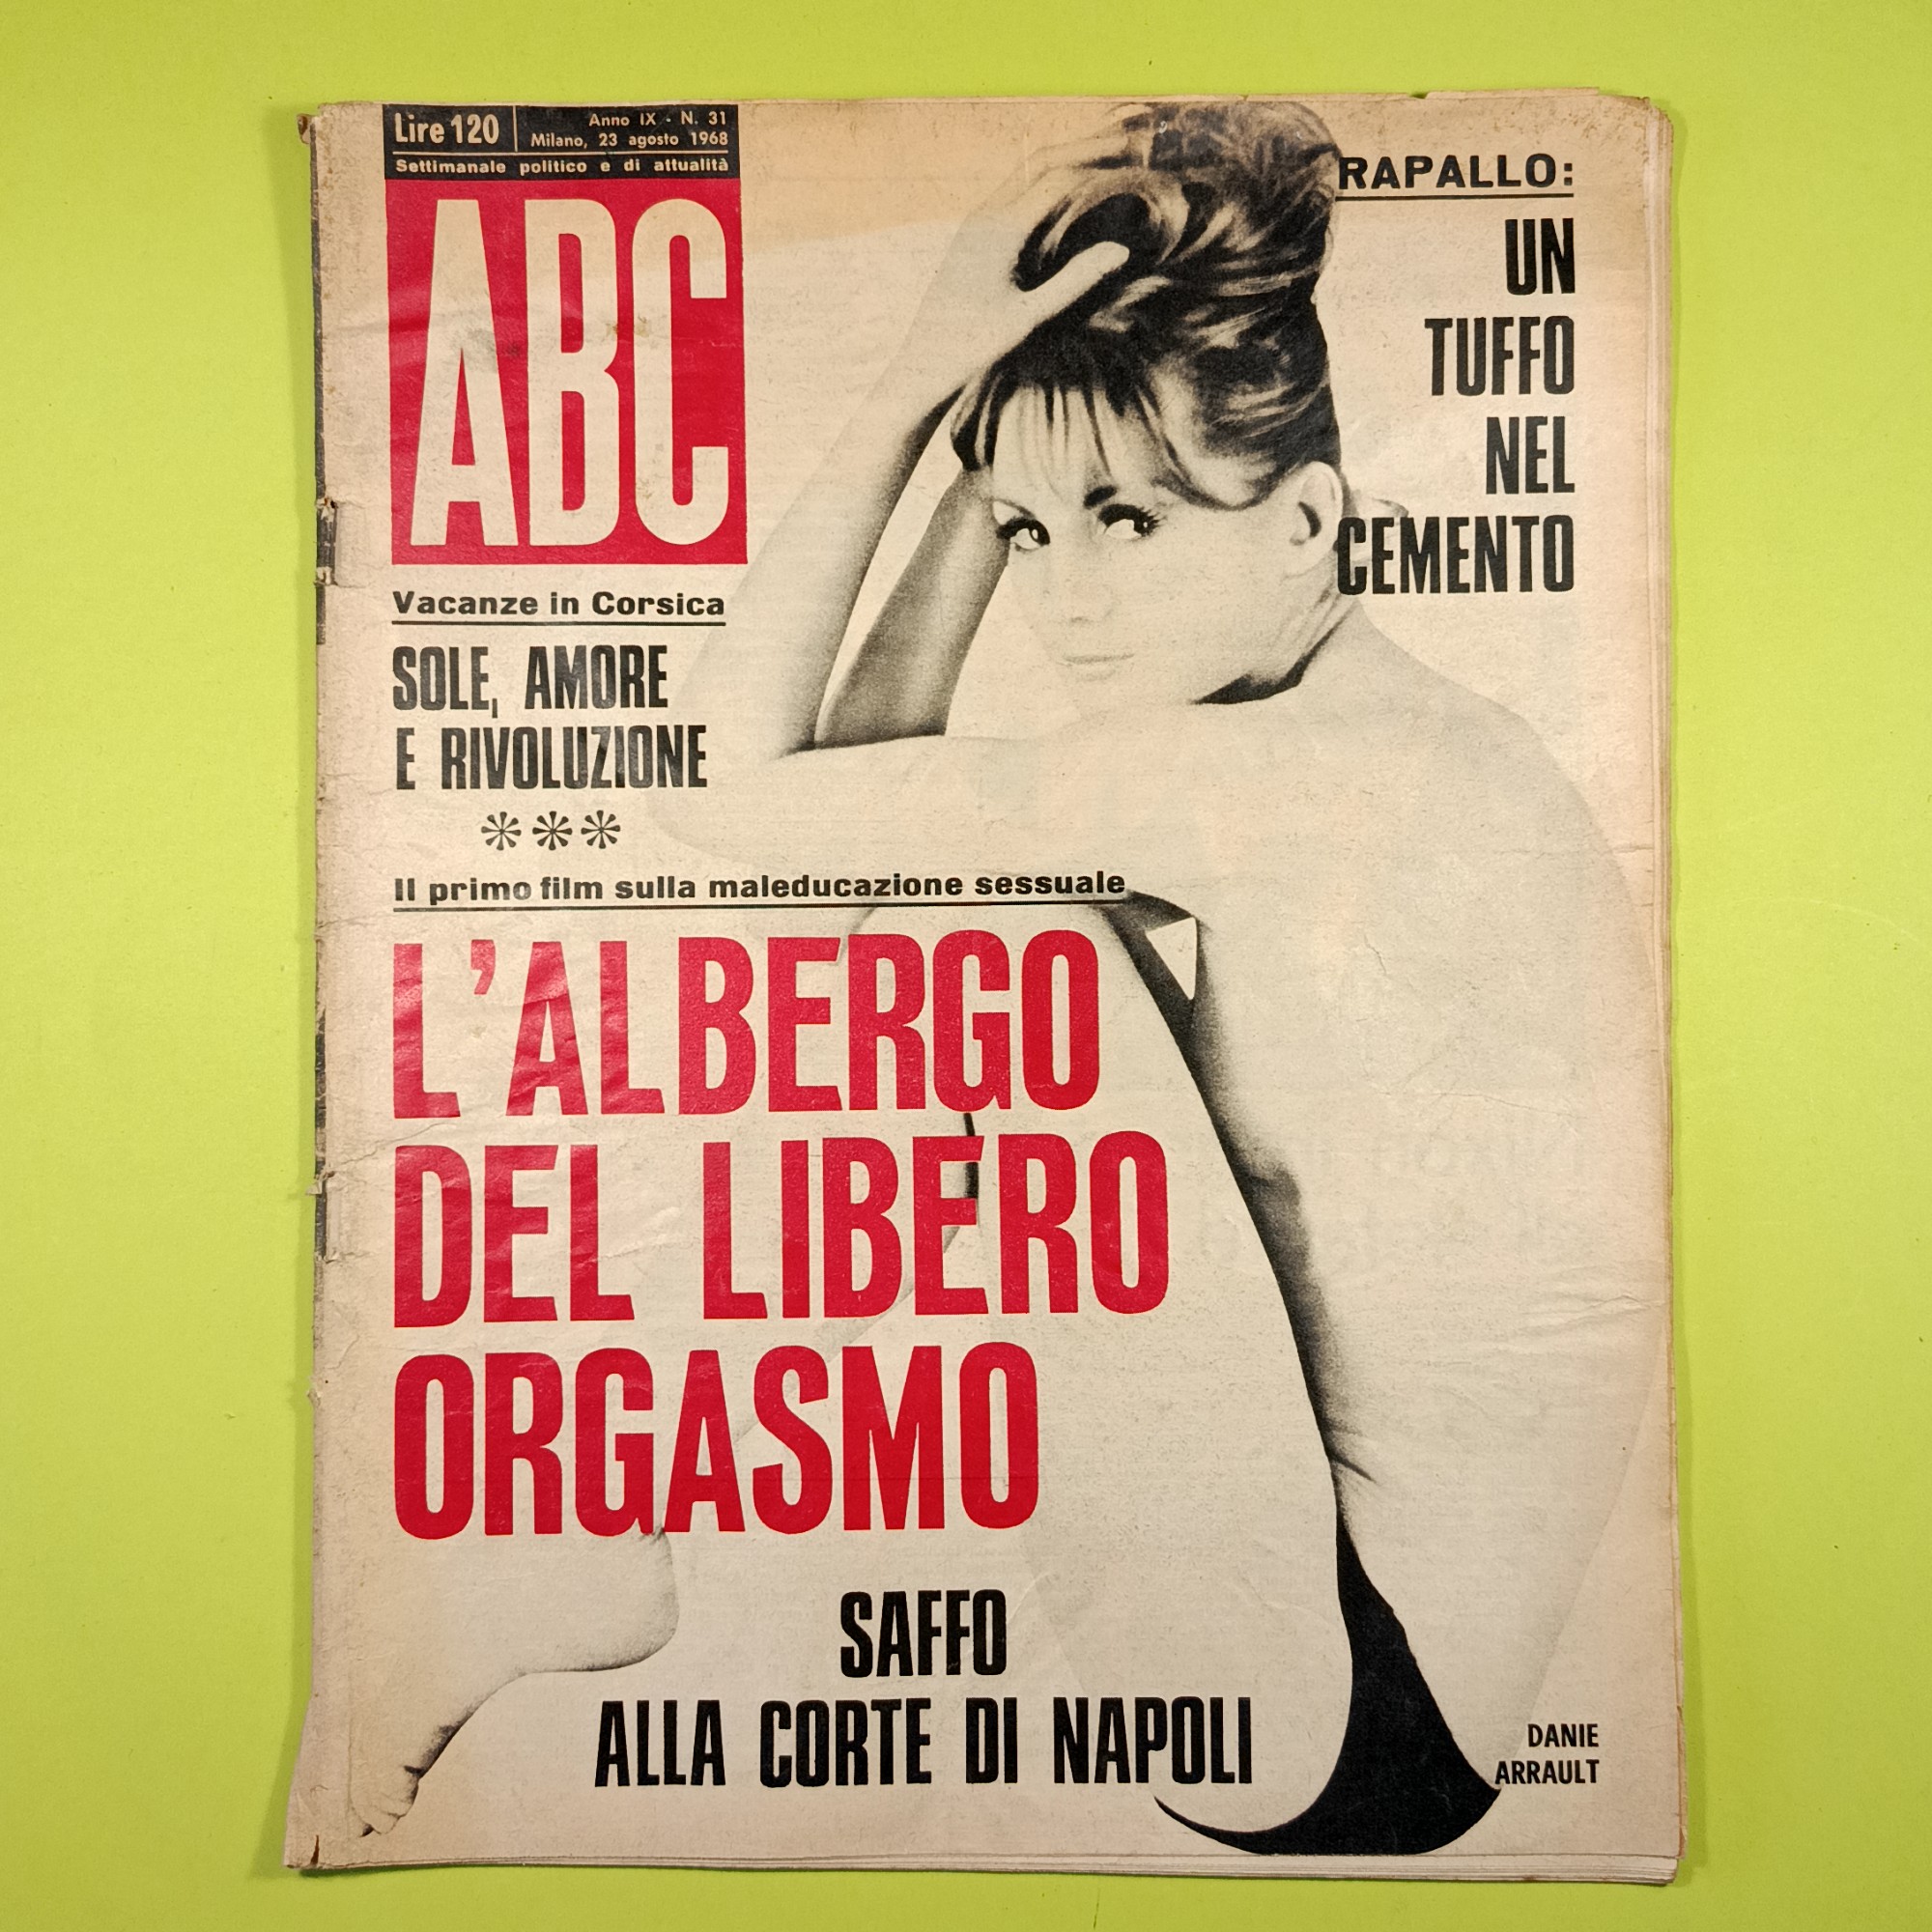 Lire 120
Anno IX - N. 31
Milano, 23 agosto 1968
Settimanale politico e di attualità
ABC
RAPALLO:
UN
TUFFO
NEL
CEMENTO
Vacanze in Corsica
SOLE, AMORE
E RIVOLUZIONE
***
Il primo film sulla maleducazione sessuale
L'ALBERGO
DEL LIBERO
ORGASMO
SAFFO
ALLA CORTE DI NAPOLI
DANIE
ARRAULT